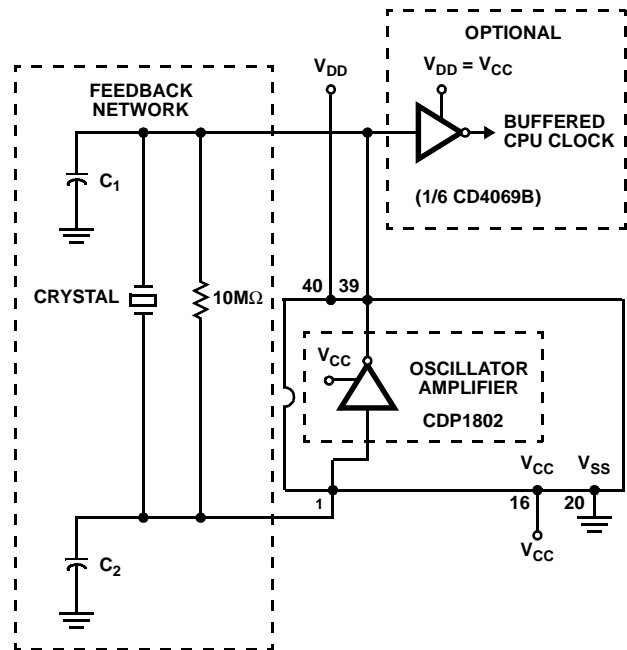 OPTIONAL
FEEDBACK
NETWORK
V_DD
V_DD = V_CC
BUFFERED
CPU CLOCK
C_1
(1/6 CD4069B)
CRYSTAL
10MΩ
40
39
V_CC
OSCILLATOR
AMPLIFIER
CDP1802
V_CC
V_SS
1
16
20
V_CC
C_2